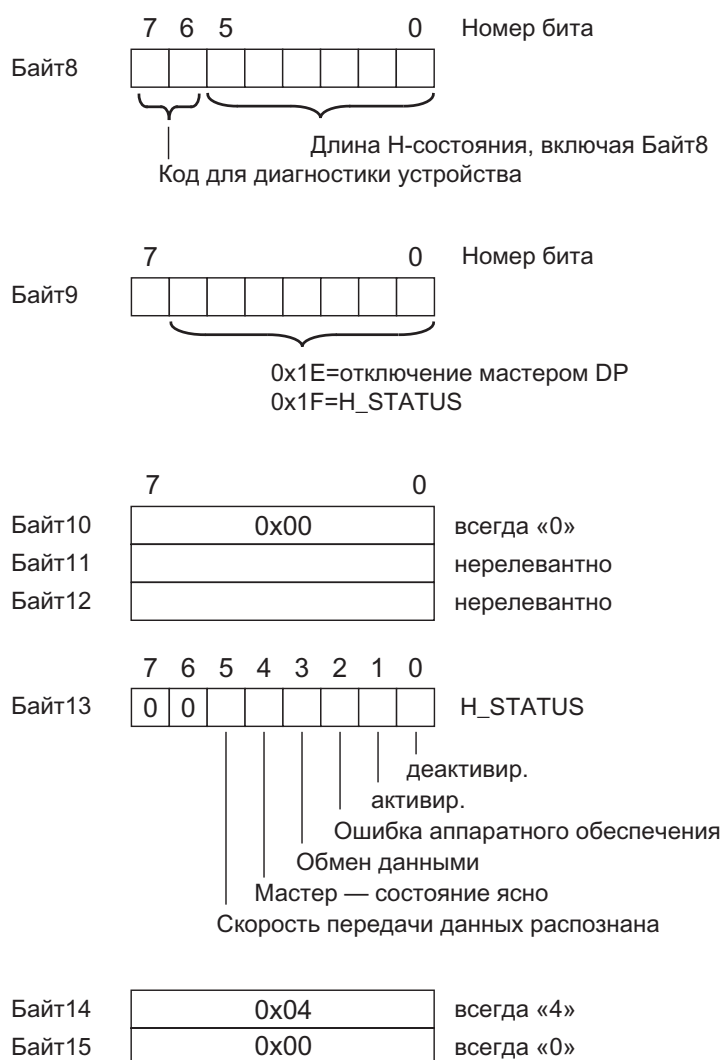 7 6 5 0 Номер бита
Байт8
Длина Н-состояния, включая Байт8
Код для диагностики устройства
7 0 Номер бита
Байт9
0x1E=отключение мастером DP
0x1F=H_STATUS
7 0
Байт10 0x00 всегда «0»
Байт11 нерелевантно
Байт12 нерелевантно
7 6 5 4 3 2 1 0
Байт13 0 0 H_STATUS
деактивир.
активир.
Ошибка аппаратного обеспечения
Обмен данными
Мастер — состояние ясно
Скорость передачи данных распознана
Байт14 0x04 всегда «4»
Байт15 0x00 всегда «0»